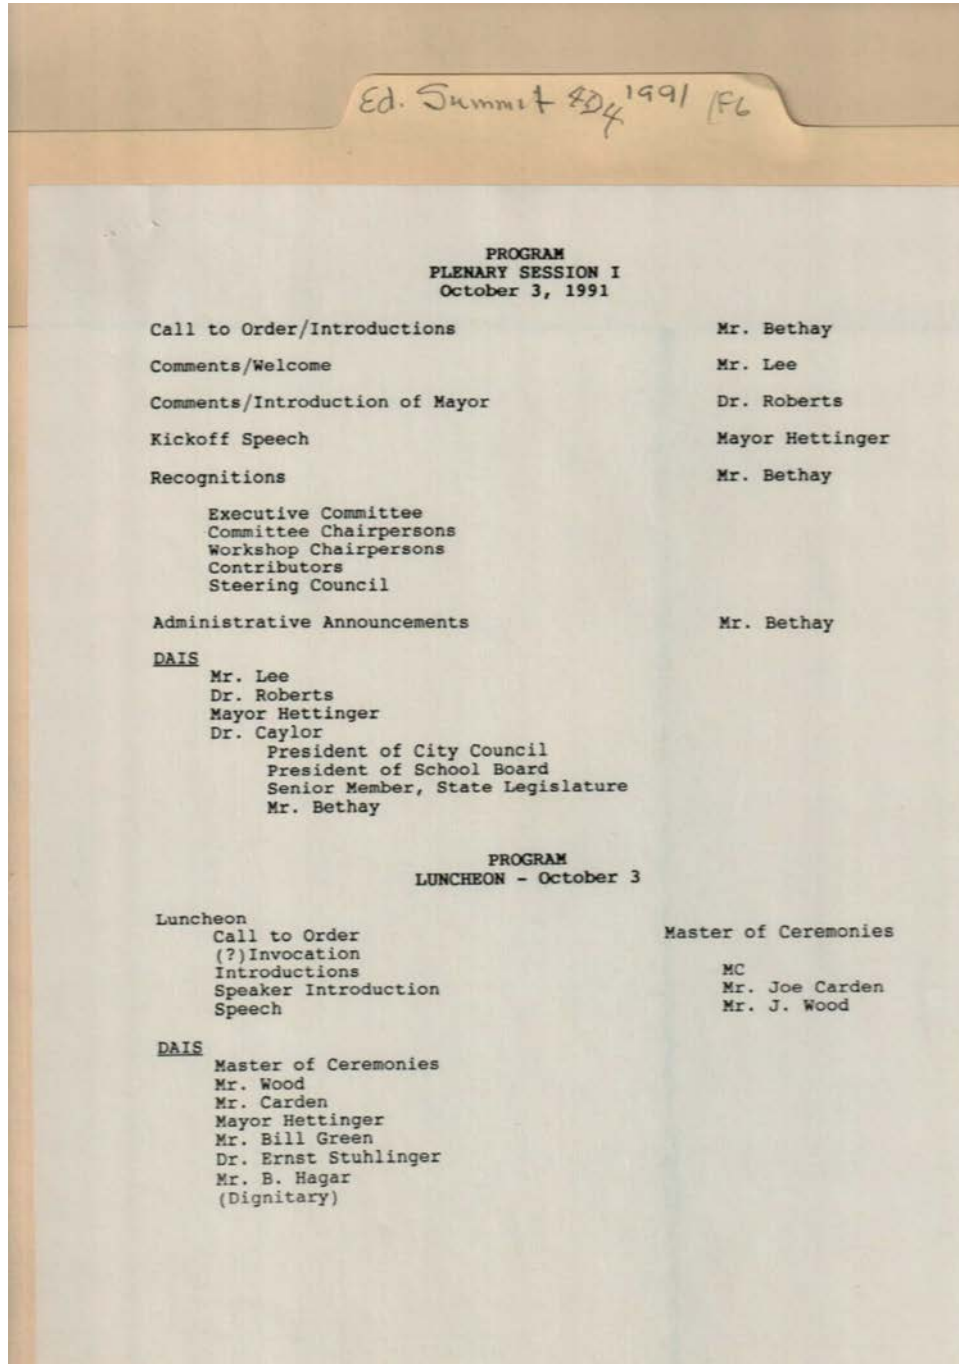 Ed. Summit 1991 F6
PROGRAM
PLENARY SESSION I
October 3, 1991
Call to Order/Introductions Mr. Bethay
Comments/Welcome Mr. Lee
Comments/Introduction of Mayor Dr. Roberts
Kickoff Speech Mayor Hettinger
Recognitions Mr. Bethay
Executive Committee
Committee Chairpersons
Workshop Chairpersons
Contributors
Steering Council
Administrative Announcements Mr. Bethay
DAIS
Mr. Lee
Dr. Roberts
Mayor Hettinger
Dr. Caylor
President of City Council
President of School Board
Senior Member, State Legislature
Mr. Bethay
PROGRAM
LUNCHEON - October 3
Luncheon
Call to Order Master of Ceremonies
(?)Invocation
Introductions MC
Speaker Introduction Mr. Joe Carden
Speech Mr. J. Wood
DAIS
Master of Ceremonies
Mr. Wood
Mr. Carden
Mayor Hettinger
Mr. Bill Green
Dr. Ernst Stuhlinger
Mr. B. Hagar
(Dignitary)